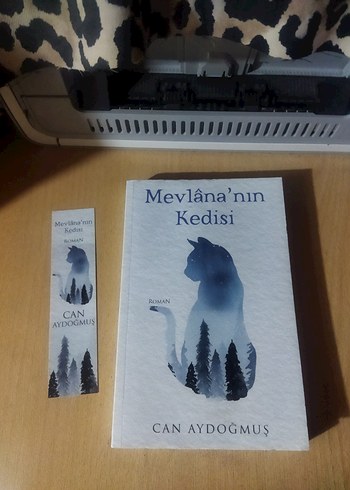 Mevlâna'nın
Kedisi
ROMAN
CAN
AYDOĞMUŞ
Mevlâna'nın
Kedisi
ROMAN
CAN AYDOĞMUŞ